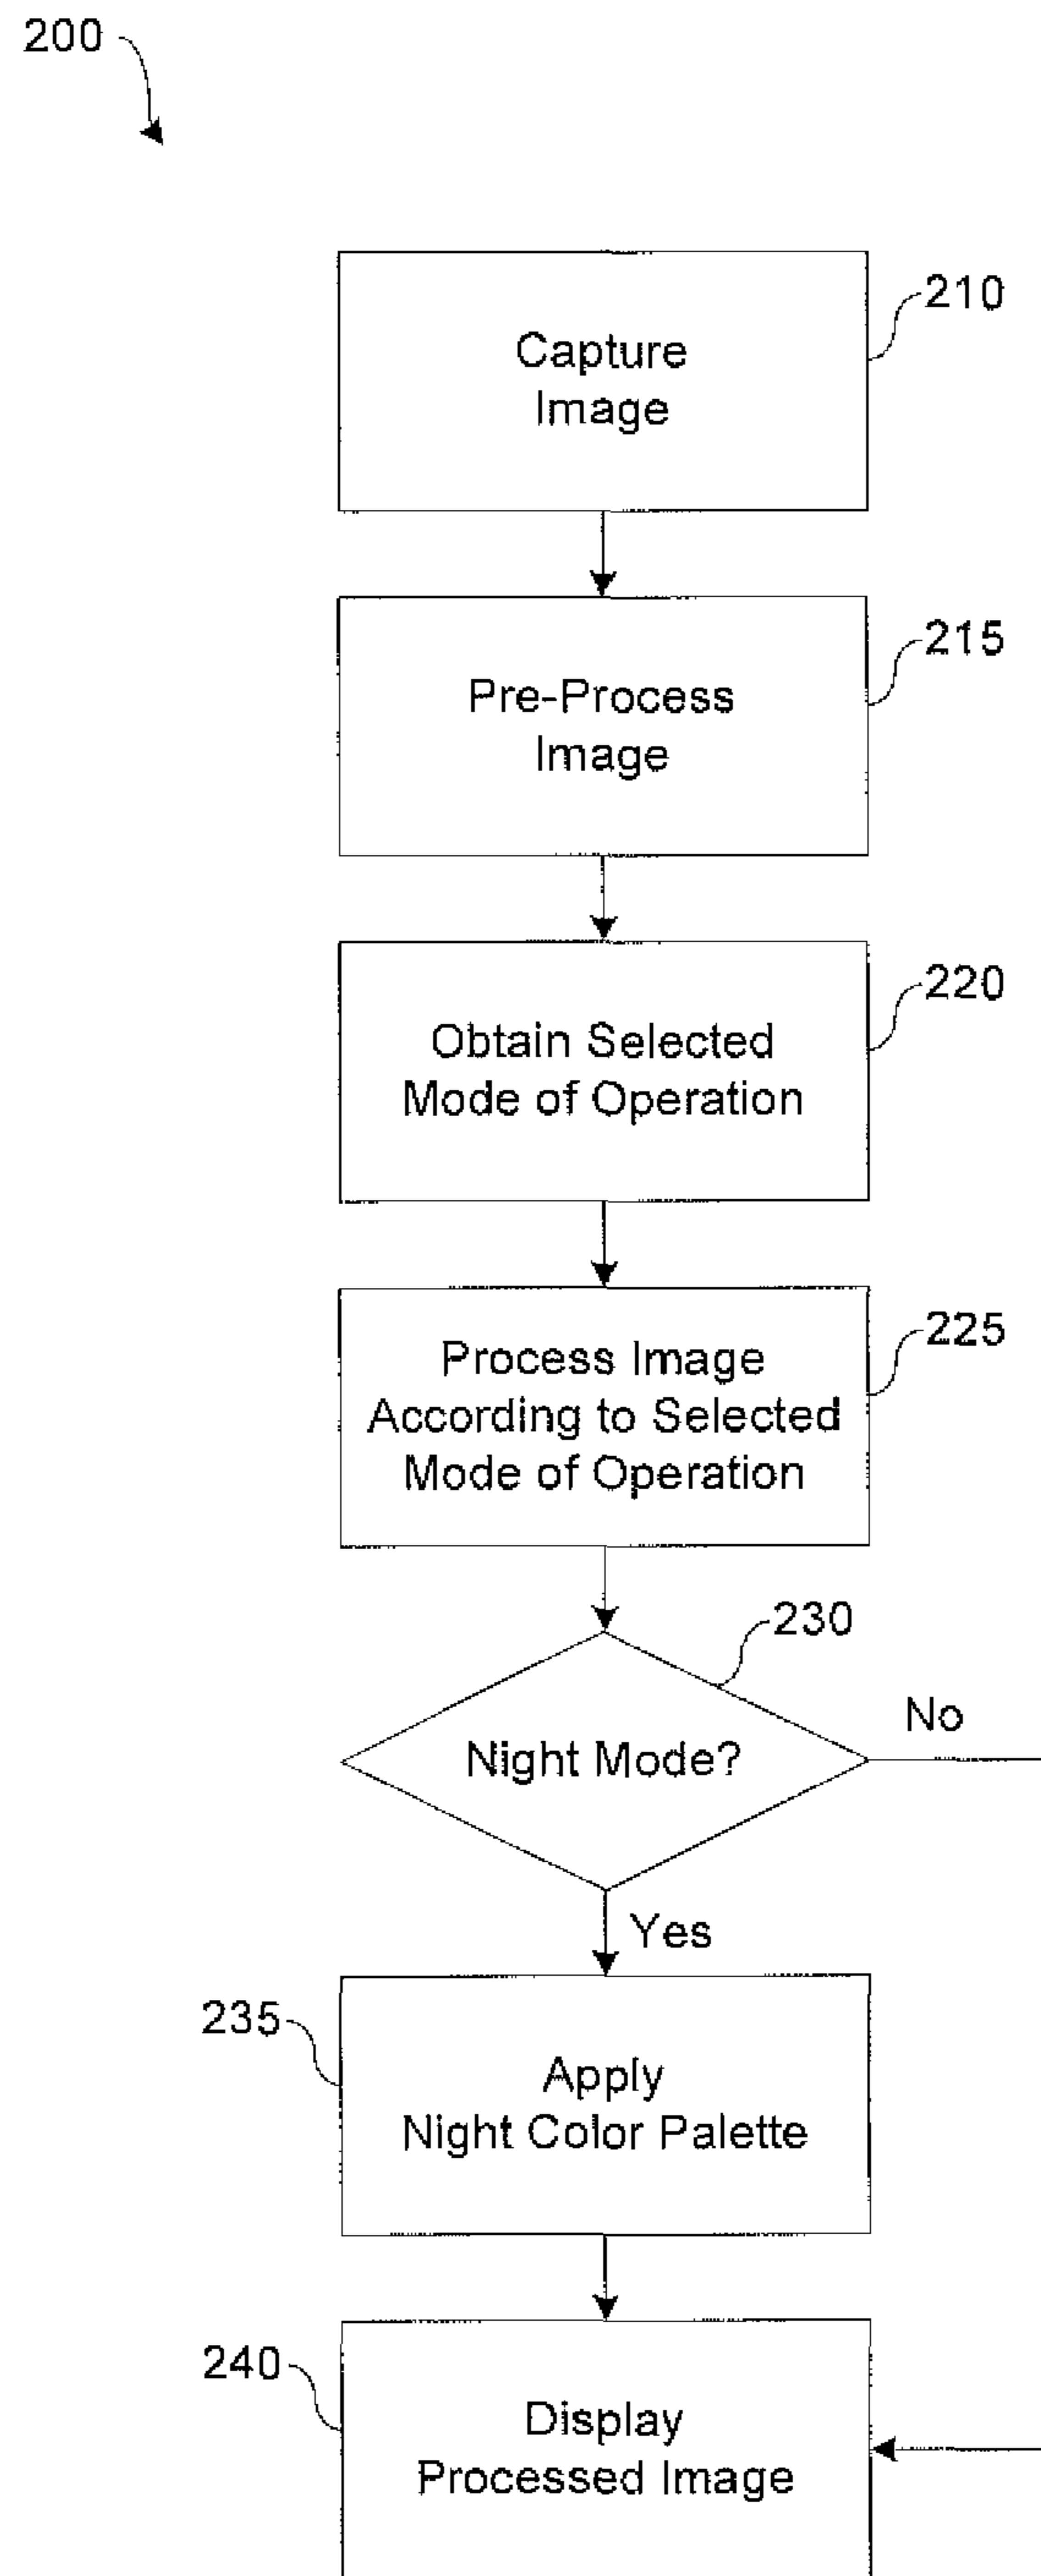 200
Capture
Image
210
Pre-Process
Image
215
Obtain Selected
Mode of Operation
220
Process Image
According to Selected
Mode of Operation
225
230
Night Mode?
No
Yes
235
Apply
Night Color Palette
240
Display
Processed Image